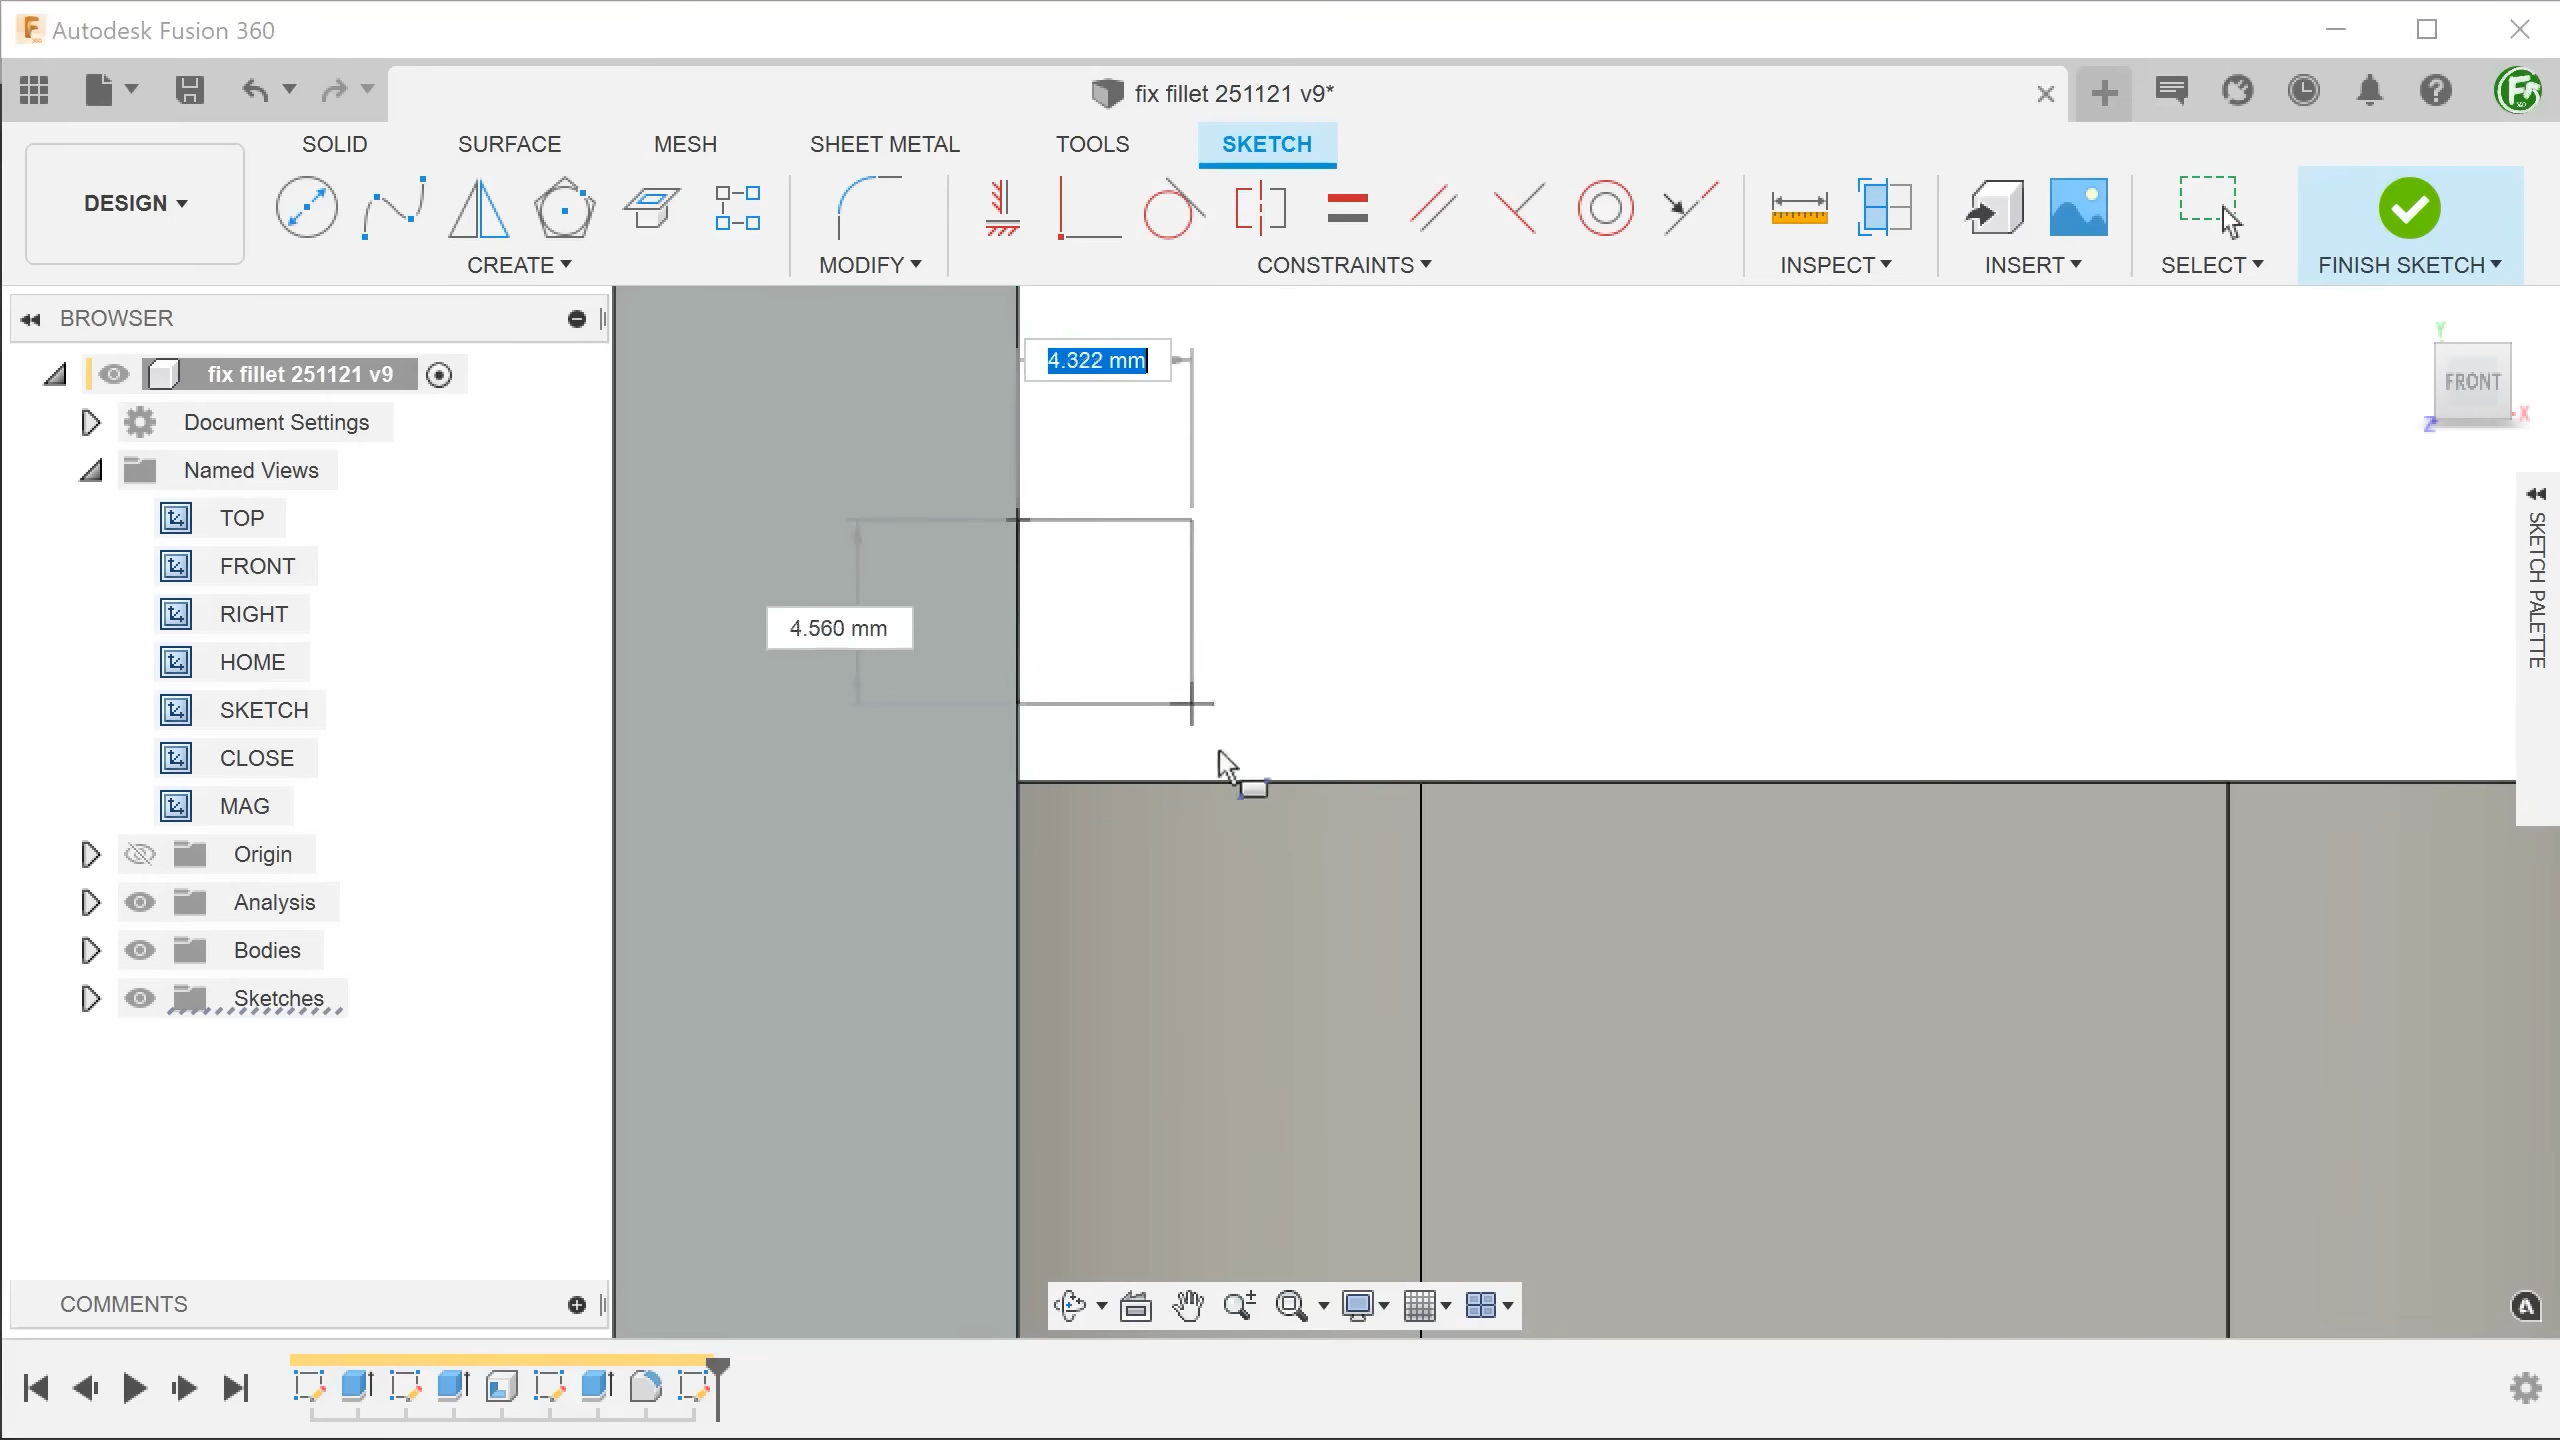 Autodesk Fusion 360
fix fillet 251121 v9*
SOLID
SURFACE
MESH
SHEET METAL
TOOLS
SKETCH
DESIGN
CREATE
MODIFY
CONSTRAINTS
INSPECT
INSERT
SELECT
FINISH SKETCH
BROWSER
fix fillet 251121 v9
Document Settings
Named Views
TOP
FRONT
RIGHT
HOME
SKETCH
CLOSE
MAG
Origin
Analysis
Bodies
Sketches
4.322 mm
4.560 mm
Y
FRONT
X
Z
SKETCH PALETTE
COMMENTS